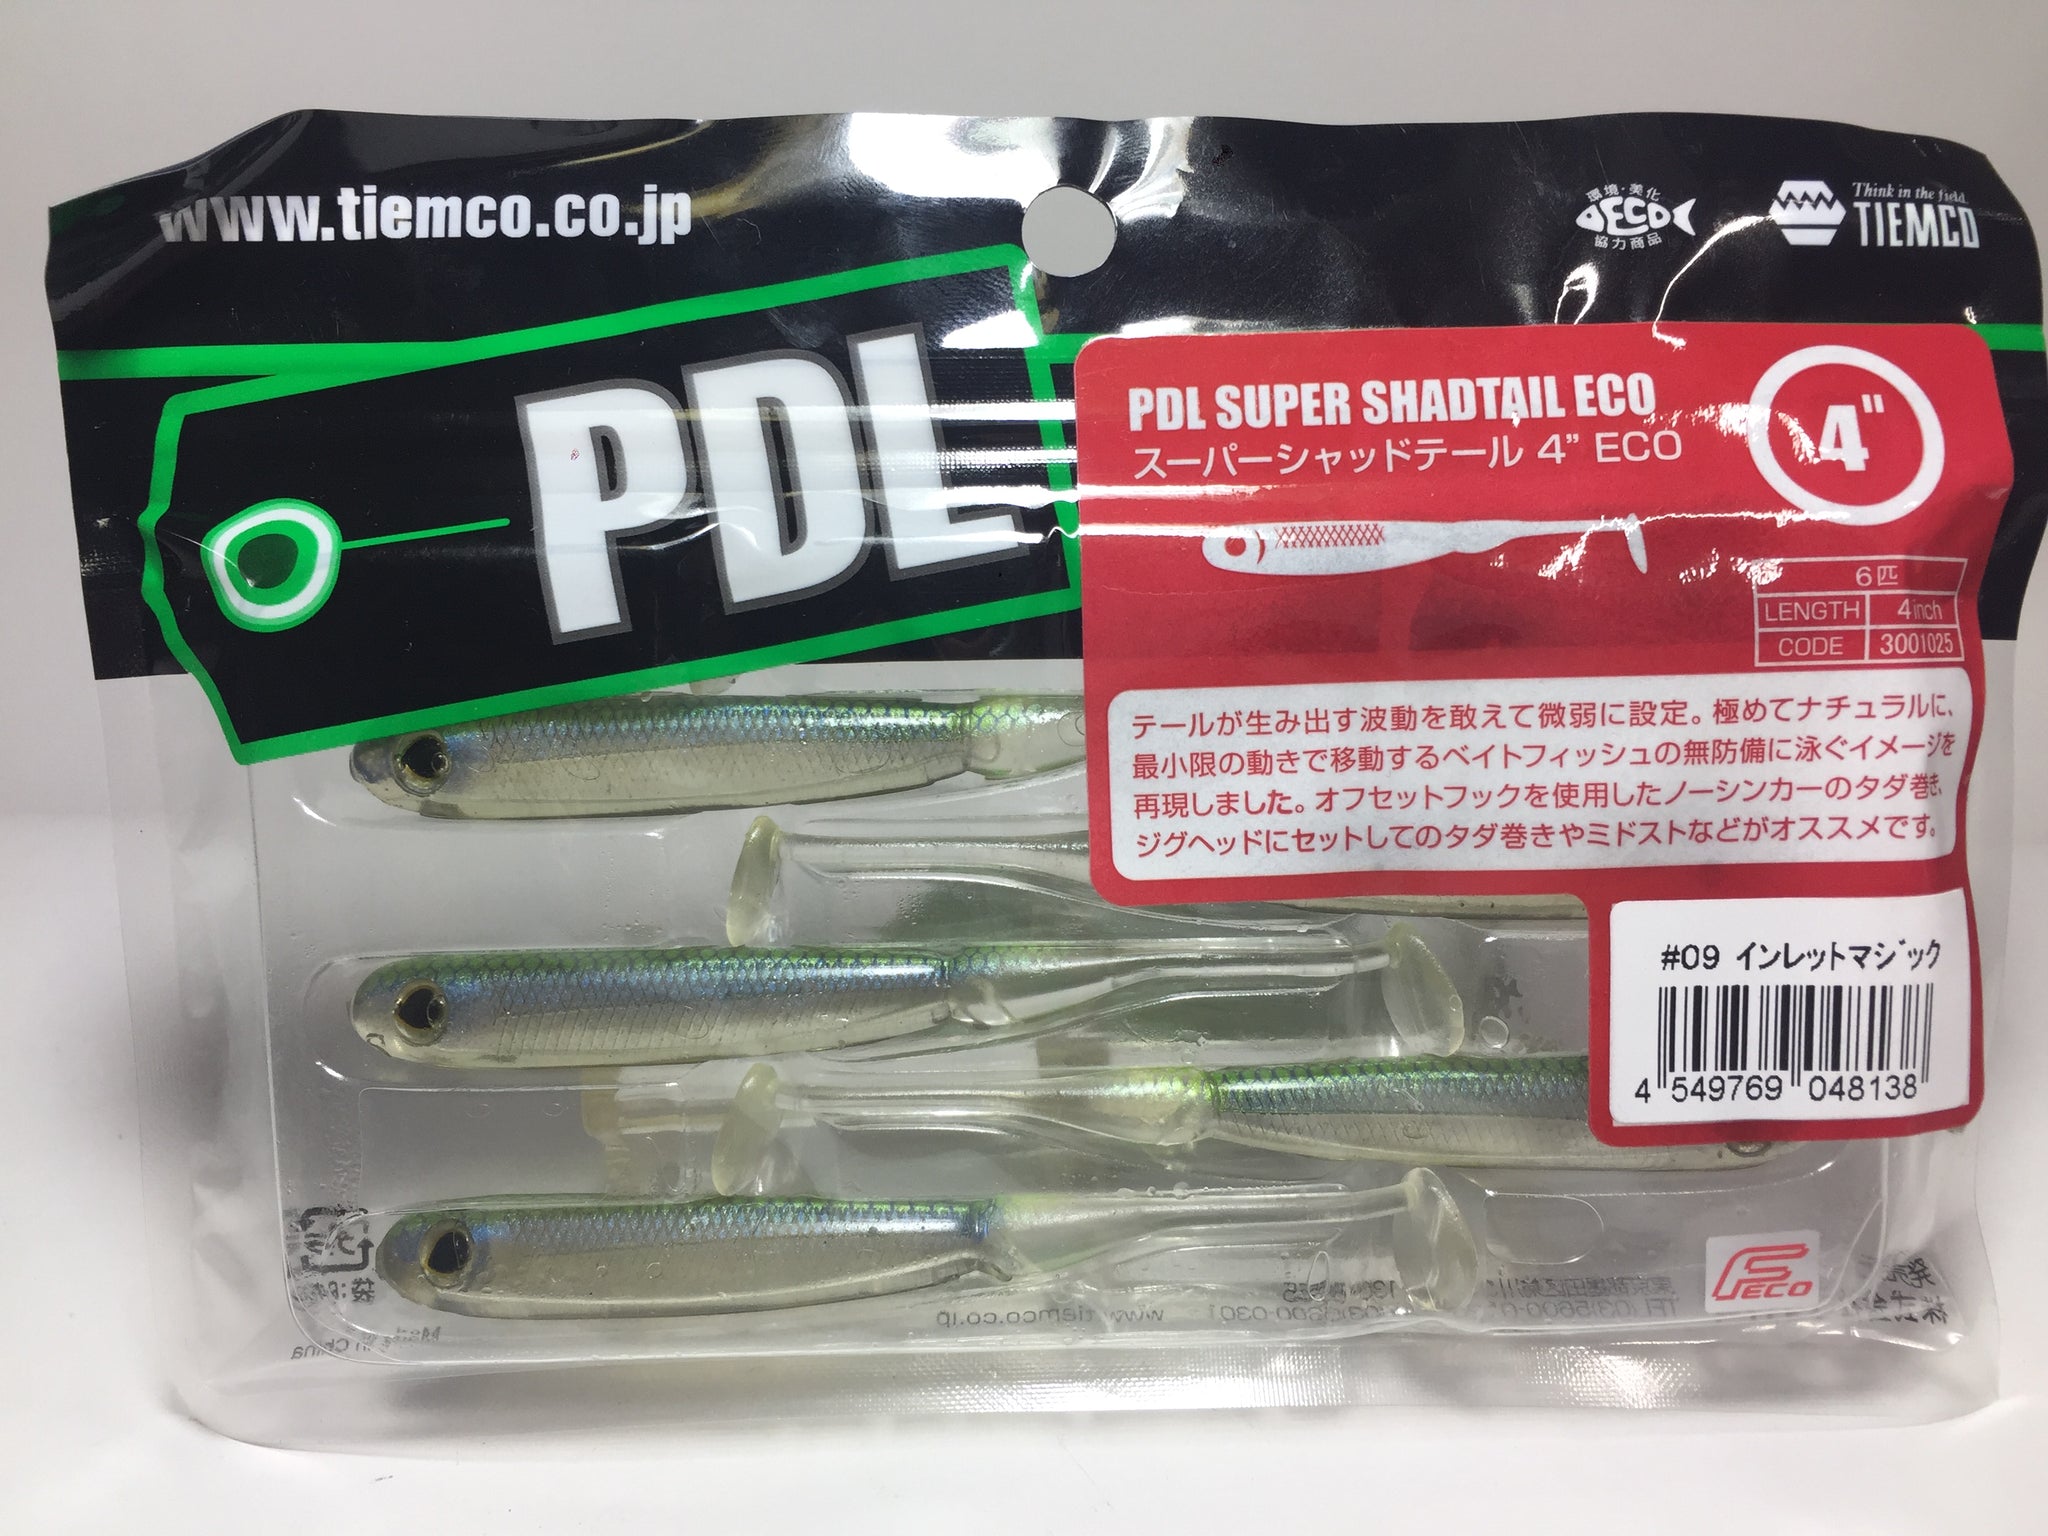 www.tiemco.co.jp
環境・美化
ECO
協力商品
Think in the field.
TIEMCO
PDL
PDL SUPER SHADTAIL ECO
スーパーシャッドテール 4” ECO
4"
6匹
LENGTH 4inch
CODE 3001025
テールが生み出す波動を敢えて微弱に設定。極めてナチュラルに、
最小限の動きで移動するベイトフィッシュの無防備に泳ぐイメージを
再現しました。オフセットフックを使用したノーシンカーのタダ巻き、
ジグヘッドにセットしてのタダ巻きやミドストなどがオススメです。
#09 インレットマジック
4 549769 048138
FECO
www.tiemco.co.jp
Made in China